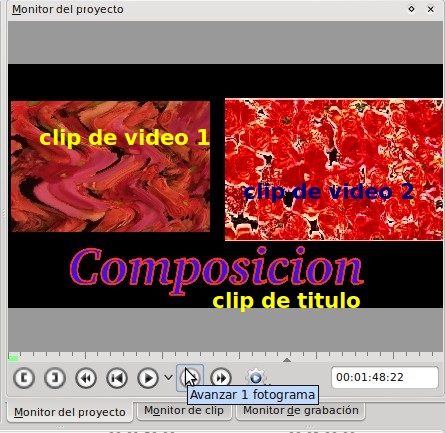 Monitor del proyecto
clip de video 1
clip de video 2
Composicion
clip de titulo
00:01:48:22
Avanzar 1 fotograma
Monitor del proyecto
Monitor de clip
Monitor de grabación